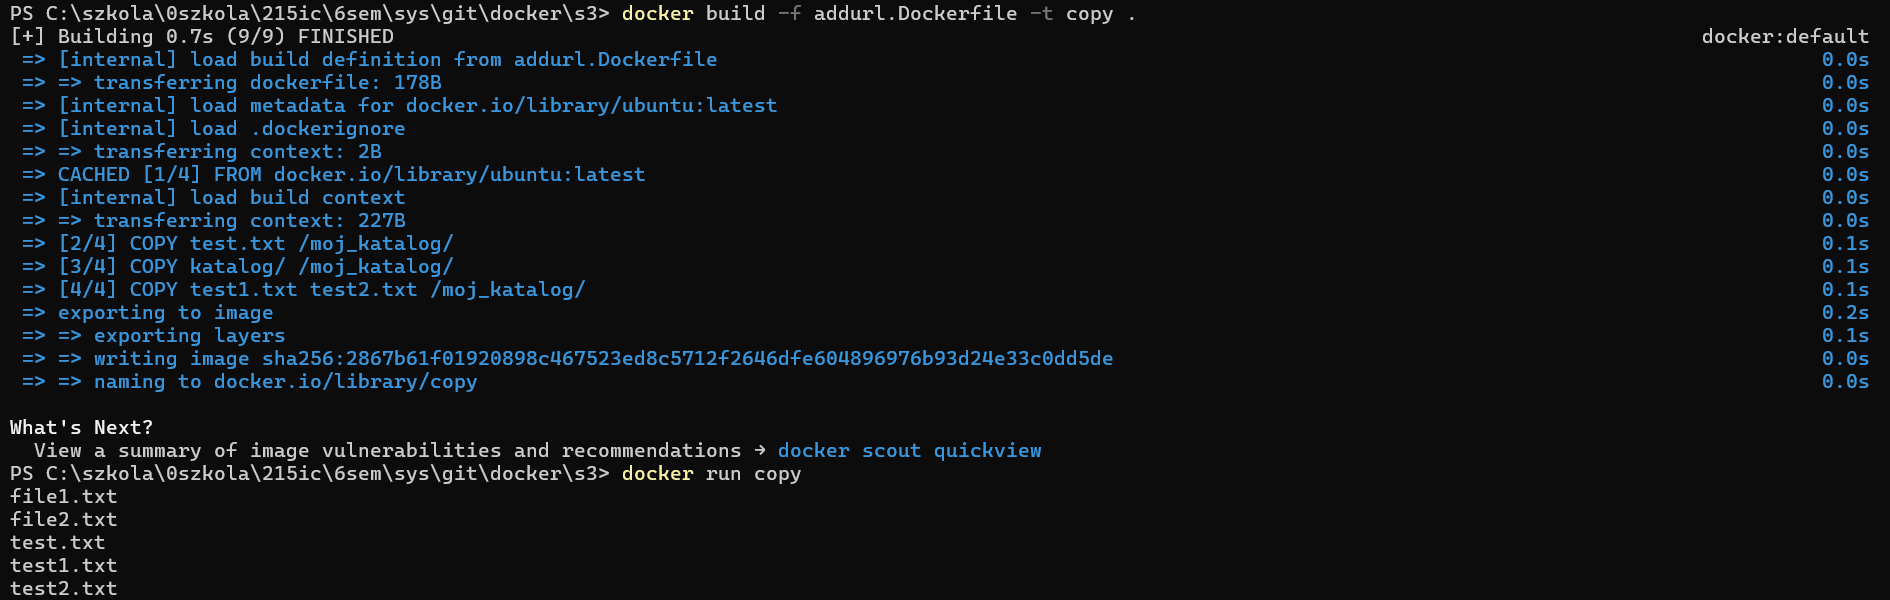 PS C:\szkola\0szkola\215ic\6sem\sys\git\docker\s3> docker build -f addurl.Dockerfile -t copy .
[+] Building 0.7s (9/9) FINISHED docker:default
=> [internal] load build definition from addurl.Dockerfile 0.0s
=> => transferring dockerfile: 178B 0.0s
=> [internal] load metadata for docker.io/library/ubuntu:latest 0.0s
=> [internal] load .dockerignore 0.0s
=> => transferring context: 2B 0.0s
=> CACHED [1/4] FROM docker.io/library/ubuntu:latest 0.0s
=> [internal] load build context 0.0s
=> => transferring context: 227B 0.0s
=> [2/4] COPY test.txt /moj_katalog/ 0.1s
=> [3/4] COPY katalog/ /moj_katalog/ 0.1s
=> [4/4] COPY test1.txt test2.txt /moj_katalog/ 0.1s
=> exporting to image 0.2s
=> => exporting layers 0.1s
=> => writing image sha256:2867b61f01920898c467523ed8c5712f2646dfe604896976b93d24e33c0dd5de 0.0s
=> => naming to docker.io/library/copy 0.0s
What's Next?
View a summary of image vulnerabilities and recommendations → docker scout quickview
PS C:\szkola\0szkola\215ic\6sem\sys\git\docker\s3> docker run copy
file1.txt
file2.txt
test.txt
test1.txt
test2.txt